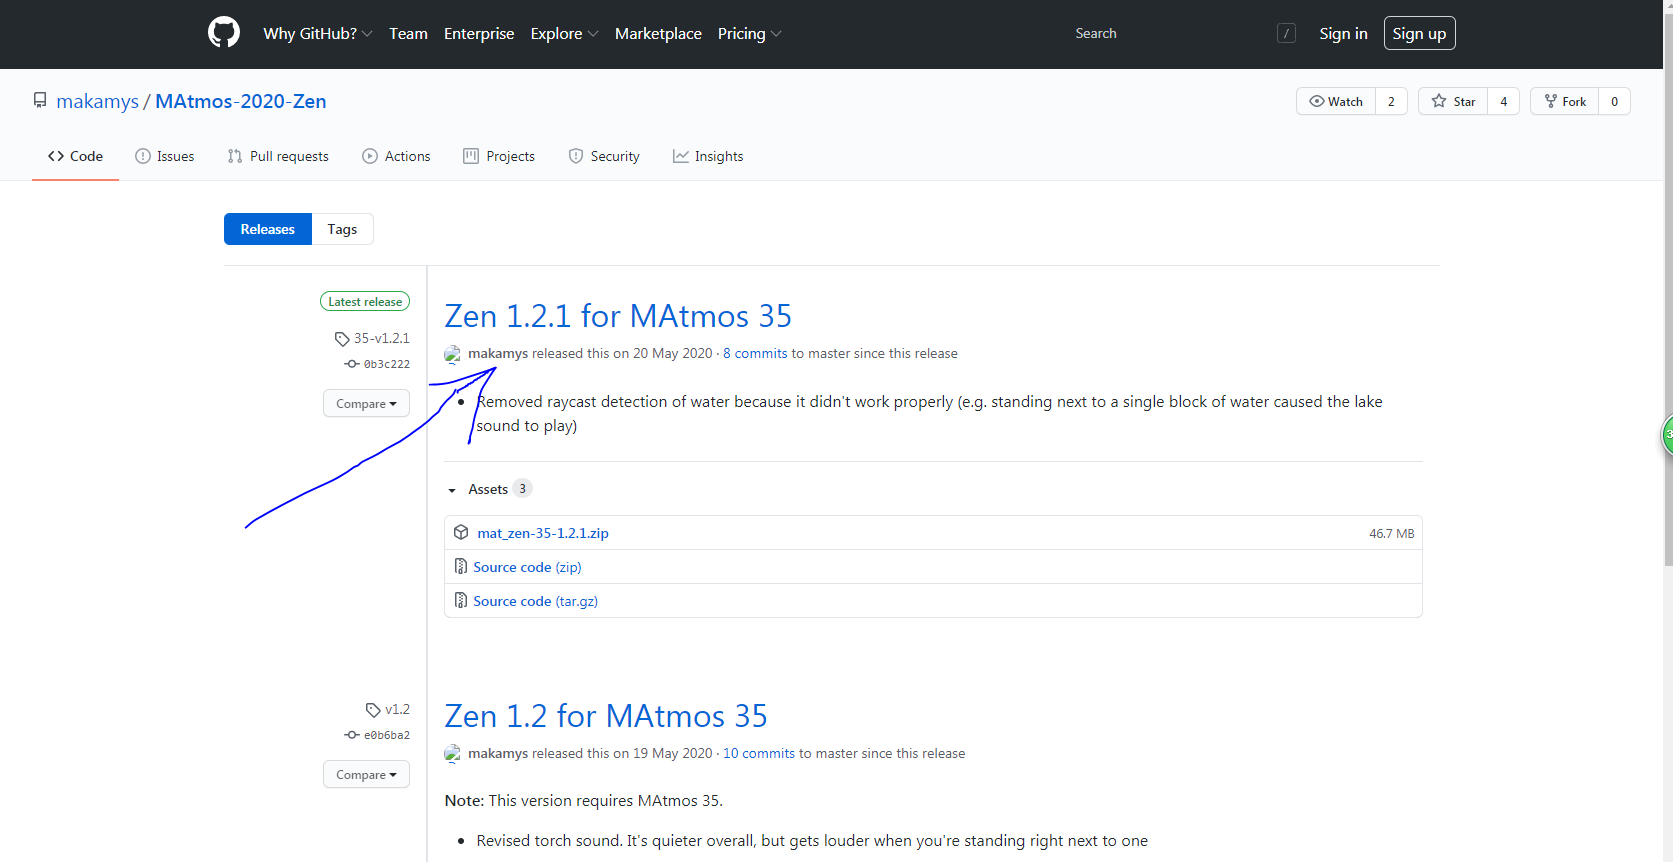 Why GitHub? Team Enterprise Explore Marketplace Pricing Search / Sign in Sign up
makamys / MAtmos-2020-Zen Watch 2 Star 4 Fork 0
Code Issues Pull requests Actions Projects Security Insights
Releases Tags
Latest release
35-v1.2.1
0b3c222
Compare
Zen 1.2.1 for MAtmos 35
makamys released this on 20 May 2020 · 8 commits to master since this release
Removed raycast detection of water because it didn't work properly (e.g. standing next to a single block of water caused the lake
sound to play)
Assets 3
mat_zen-35-1.2.1.zip 46.7 MB
Source code (zip)
Source code (tar.gz)
v1.2
e0b6ba2
Compare
Zen 1.2 for MAtmos 35
makamys released this on 19 May 2020 · 10 commits to master since this release
Note: This version requires MAtmos 35.
Revised torch sound. It's quieter overall, but gets louder when you're standing right next to one